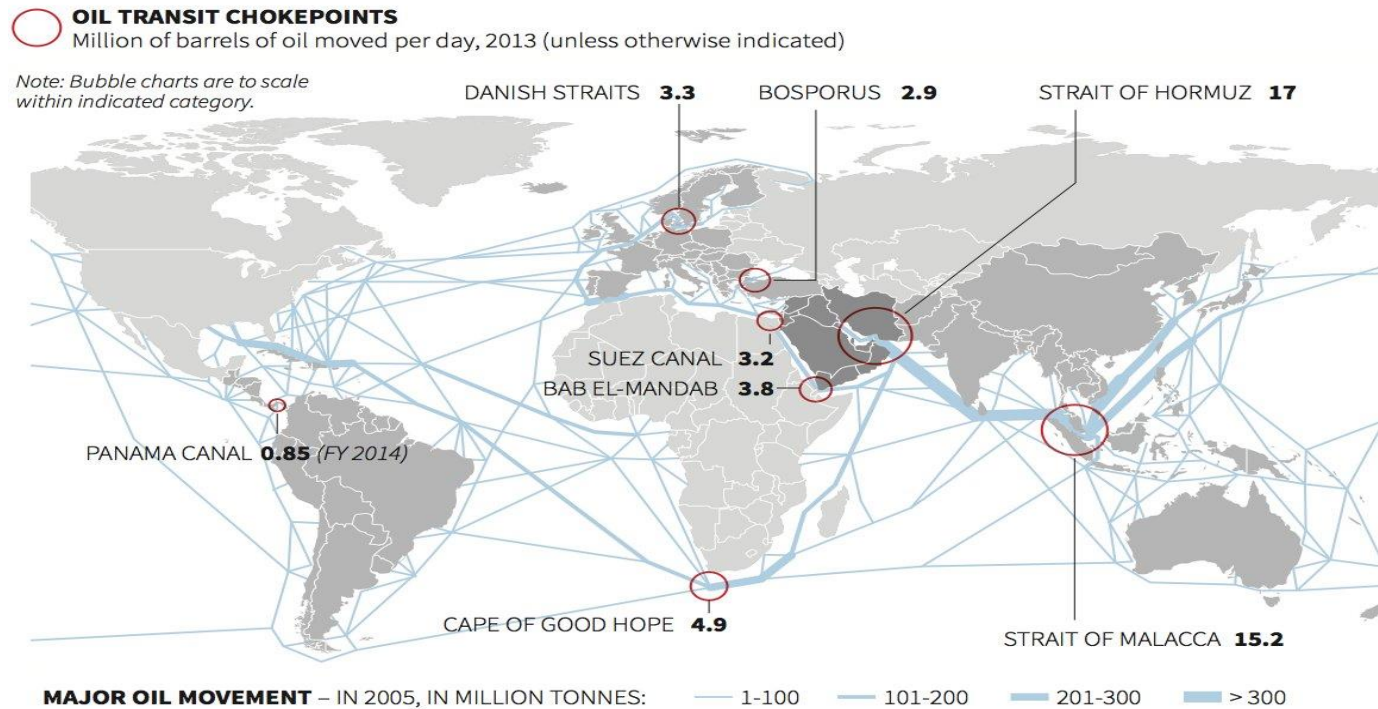 OIL TRANSIT CHOKEPOINTS
Million of barrels of oil moved per day, 2013 (unless otherwise indicated)
Note: Bubble charts are to scale
within indicated category.
DANISH STRAITS 3.3
BOSPORUS 2.9
STRAIT OF HORMUZ 17
SUEZ CANAL 3.2
BAB EL-MANDAB 3.8
PANAMA CANAL 0.85 (FY 2014)
CAPE OF GOOD HOPE 4.9
STRAIT OF MALACCA 15.2
MAJOR OIL MOVEMENT – IN 2005, IN MILLION TONNES: 1-100 101-200 201-300 > 300